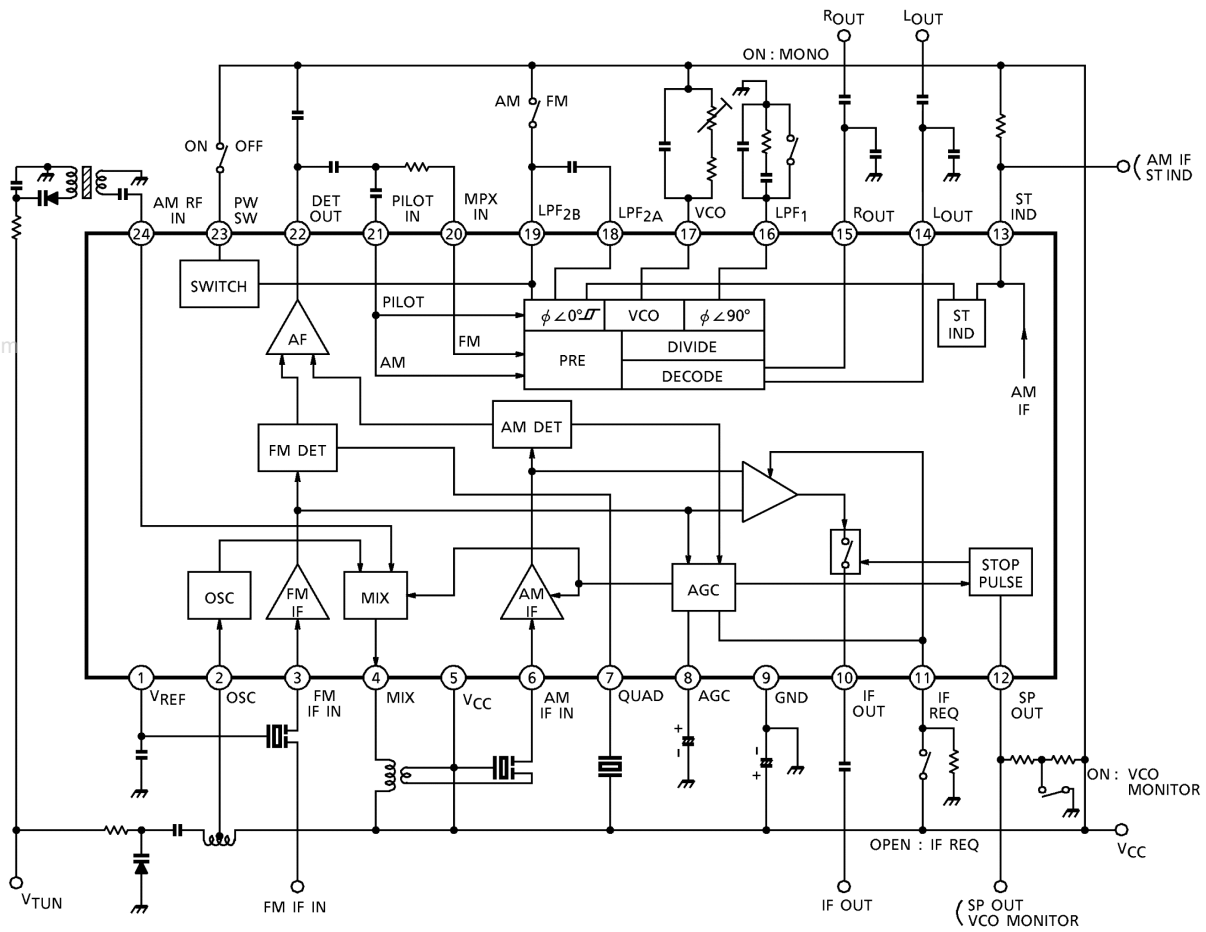 ROUT LOUT
ON : MONO
AM FM
ON OFF
AM IF
ST IND
AM RF
IN
PW
SW
DET
OUT
PILOT
IN
MPX
IN
LPF2B
LPF2A
VCO
LPF1
ROUT
LOUT
ST
IND
24 23 22 21 20 19 18 17 16 15 14 13
SWITCH
PILOT
AF
FM
AM
φ∠0°
VCO
φ∠90°
PRE
DIVIDE
DECODE
ST
IND
AM
IF
m
FM DET
AM DET
OSC
FM
IF
MIX
AM
IF
AGC
STOP
PULSE
1 2 3 4 5 6 7 8 9 10 11 12
VREF
OSC
FM
IF IN
MIX
VCC
AM
IF IN
QUAD
AGC
GND
IF
OUT
IF
REQ
SP
OUT
+
−
−
+
ON : VCO
MONITOR
OPEN : IF REQ
VCC
VTUN
FM IF IN
IF OUT
SP OUT
VCO MONITOR